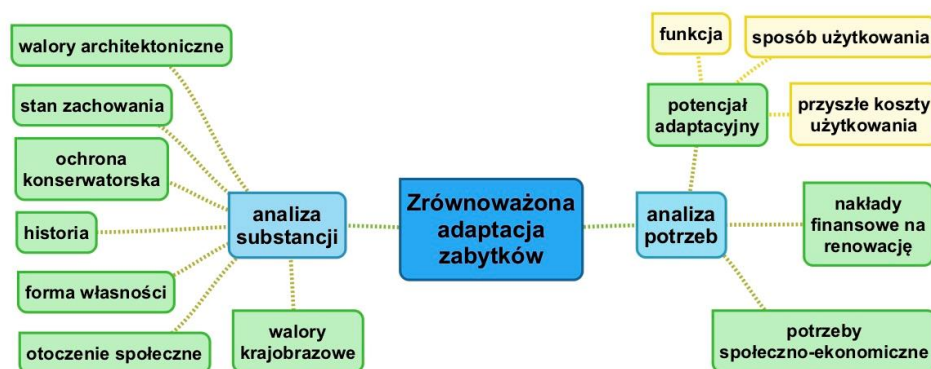 walory architektoniczne
stan zachowania
ochrona
konserwatorska
historia
forma własności
otoczenie społeczne
walory
krajobrazowe
analiza
substancji
Zrównoważona
adaptacja
zabytków
analiza
potrzeb
potencjał
adaptacyjny
funkcja
sposób użytkowania
przyszłe koszty
użytkowania
nakłady
finansowe na
renowację
potrzeby
społeczno-ekonomiczne